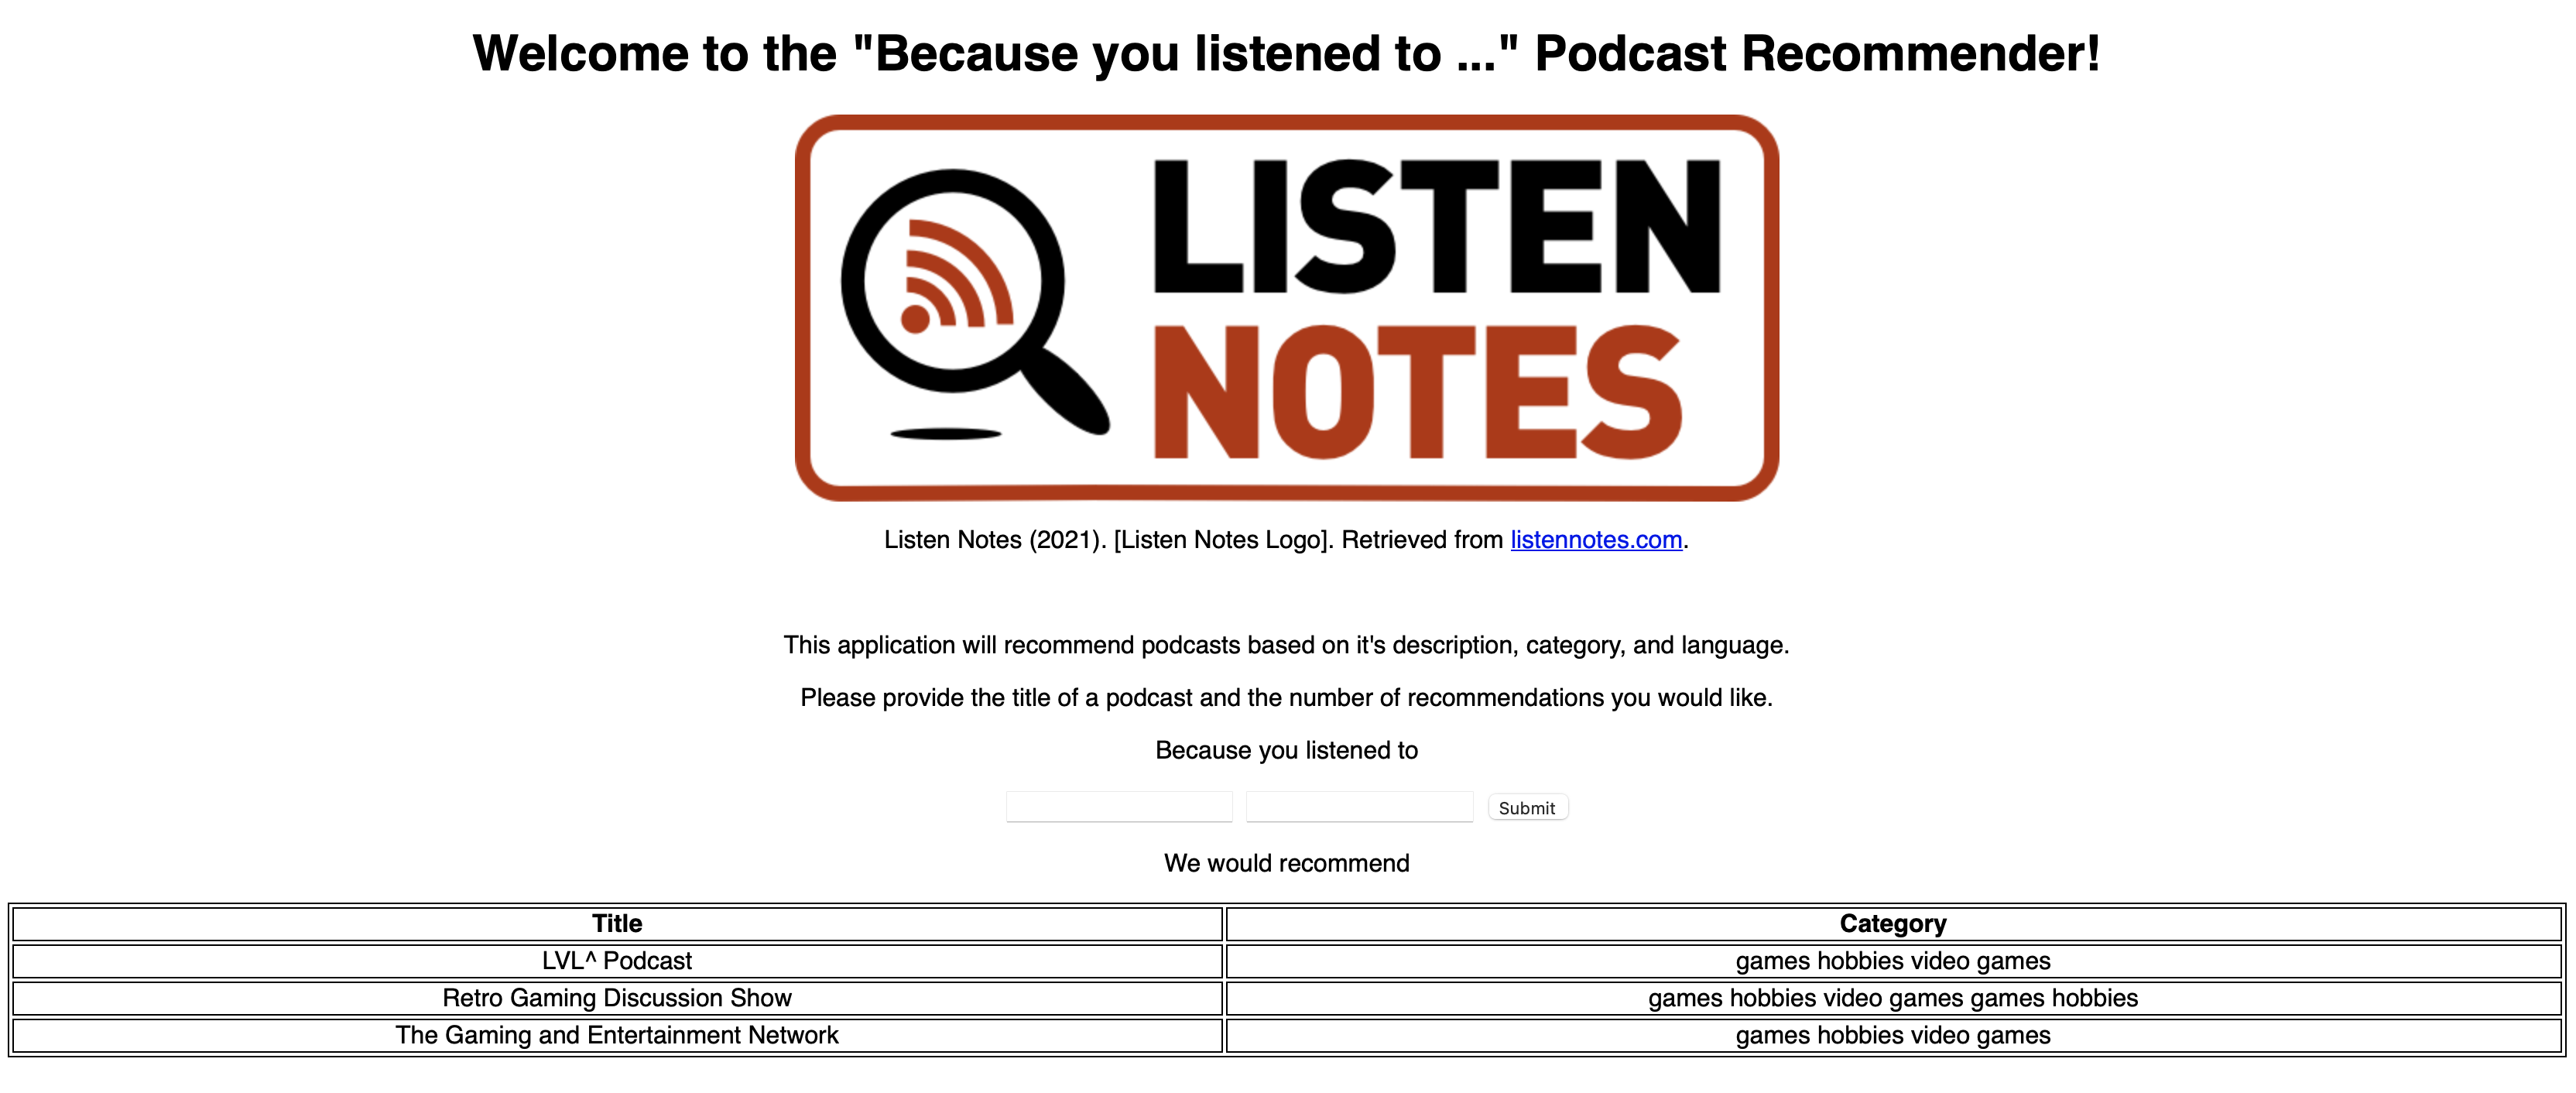 Welcome to the "Because you listened to ..." Podcast Recommender!
LISTEN
NOTES
Listen Notes (2021). [Listen Notes Logo]. Retrieved from listennotes.com.
This application will recommend podcasts based on it's description, category, and language.
Please provide the title of a podcast and the number of recommendations you would like.
Because you listened to
Submit
We would recommend
Title Category
LVL^ Podcast games hobbies video games
Retro Gaming Discussion Show games hobbies video games games hobbies
The Gaming and Entertainment Network games hobbies video games